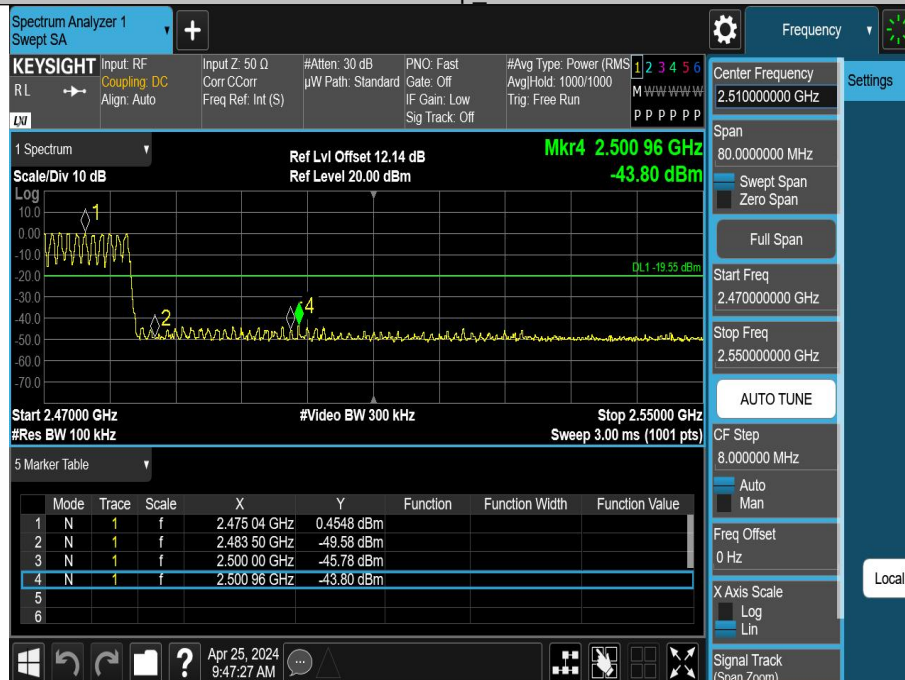 Spectrum Analyzer 1
Swept SA
+
Frequency
KEYSIGHT
RL
LXI
Input: RF
Coupling: DC
Align: Auto
Input Z: 50 Ω
Corr CCorr
Freq Ref: Int (S)
#Atten: 30 dB
µW Path: Standard
PNO: Fast
Gate: Off
IF Gain: Low
Sig Track: Off
#Avg Type: Power (RMS
Avg|Hold: 1000/1000
Trig: Free Run
1 2 3 4 5 6
M W W W W W
P P P P P P
1 Spectrum
Scale/Div 10 dB
Ref Lvl Offset 12.14 dB
Ref Level 20.00 dBm
Mkr4 2.500 96 GHz
-43.80 dBm
Log
10.0
0.00
-10.0
-20.0
-30.0
-40.0
-50.0
-60.0
-70.0
1
2
4
DL1 -19.55 dBm
Start 2.47000 GHz
#Res BW 100 kHz
#Video BW 300 kHz
Stop 2.55000 GHz
Sweep 3.00 ms (1001 pts)
5 Marker Table
Mode Trace Scale X Y Function Function Width Function Value
1 N 1 f 2.475 04 GHz 0.4548 dBm
2 N 1 f 2.483 50 GHz -49.58 dBm
3 N 1 f 2.500 00 GHz -45.78 dBm
4 N 1 f 2.500 96 GHz -43.80 dBm
5
6
Apr 25, 2024
9:47:27 AM
?
Center Frequency
2.510000000 GHz
Settings
Span
80.0000000 MHz
Swept Span
Zero Span
Full Span
Start Freq
2.470000000 GHz
Stop Freq
2.550000000 GHz
AUTO TUNE
CF Step
8.000000 MHz
Auto
Man
Freq Offset
0 Hz
X Axis Scale
Log
Lin
Local
Signal Track
(Span Zoom)